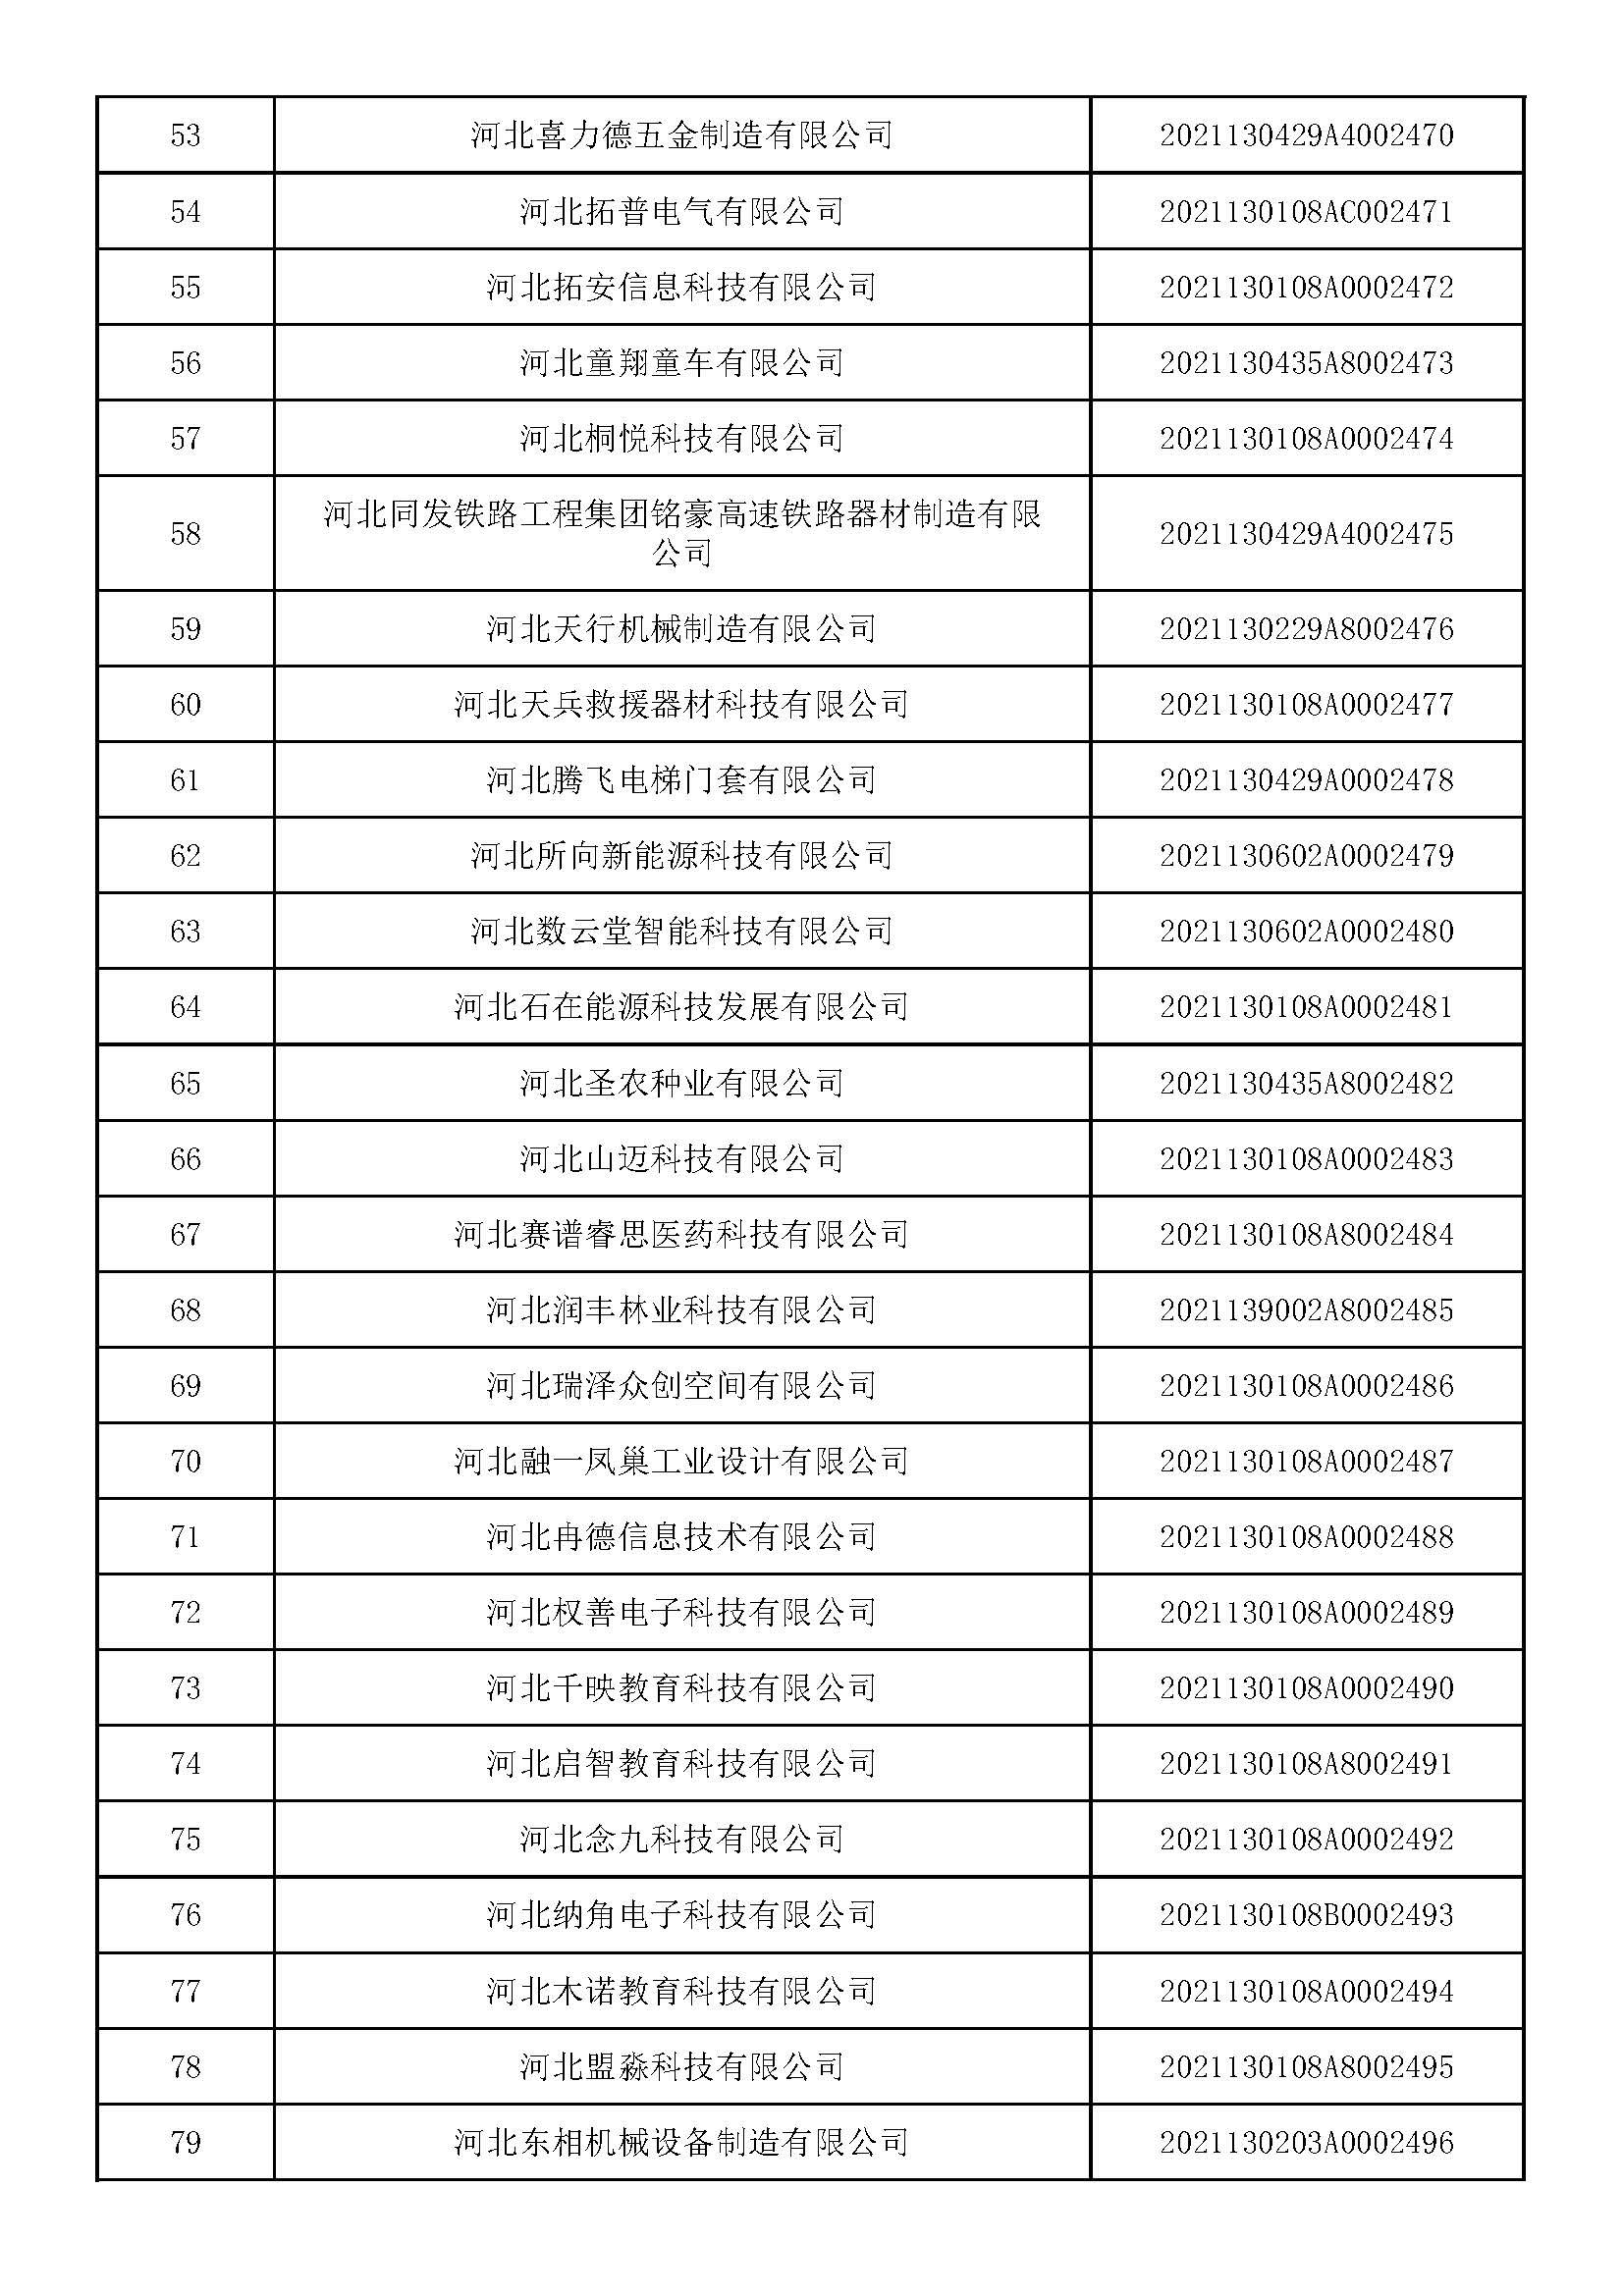 53 河北喜力德五金制造有限公司 2021130429A4002470
54 河北拓普电气有限公司 2021130108AC002471
55 河北拓安信息科技有限公司 2021130108A0002472
56 河北童翔童车有限公司 2021130435A8002473
57 河北桐悦科技有限公司 2021130108A0002474
58 河北同发铁路工程集团铭豪高速铁路器材制造有限
公司 2021130429A4002475
59 河北天行机械制造有限公司 2021130229A8002476
60 河北天兵救援器材科技有限公司 2021130108A0002477
61 河北腾飞电梯门套有限公司 2021130429A0002478
62 河北所向新能源科技有限公司 2021130602A0002479
63 河北数云堂智能科技有限公司 2021130602A0002480
64 河北石在能源科技发展有限公司 2021130108A0002481
65 河北圣农种业有限公司 2021130435A8002482
66 河北山迈科技有限公司 2021130108A0002483
67 河北赛谱睿思医药科技有限公司 2021130108A8002484
68 河北润丰林业科技有限公司 2021139002A8002485
69 河北瑞泽众创空间有限公司 2021130108A0002486
70 河北融一凤巢工业设计有限公司 2021130108A0002487
71 河北冉德信息技术有限公司 2021130108A0002488
72 河北权善电子科技有限公司 2021130108A0002489
73 河北千映教育科技有限公司 2021130108A0002490
74 河北启智教育科技有限公司 2021130108A8002491
75 河北念九科技有限公司 2021130108A0002492
76 河北纳角电子科技有限公司 2021130108B0002493
77 河北木诺教育科技有限公司 2021130108A0002494
78 河北盟淼科技有限公司 2021130108A8002495
79 河北东相机械设备制造有限公司 2021130203A0002496